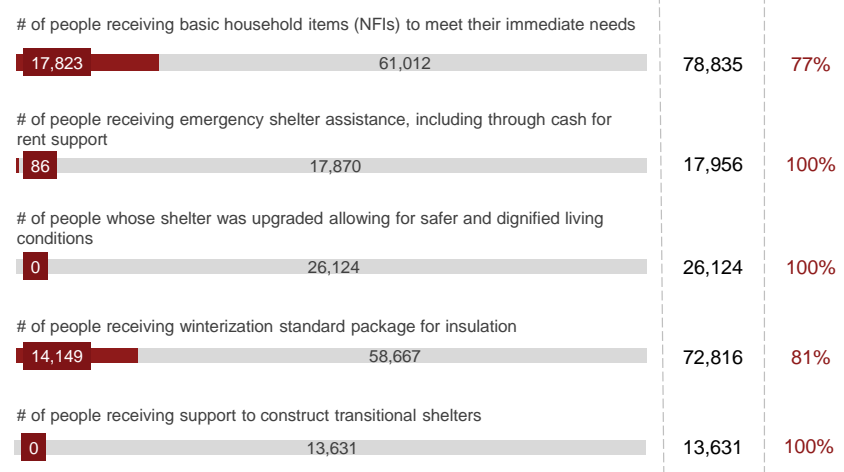 # of people receiving basic household items (NFIs) to meet their immediate needs
17,823 61,012 78,835 77%
# of people receiving emergency shelter assistance, including through cash for
rent support
86 17,870 17,956 100%
# of people whose shelter was upgraded allowing for safer and dignified living
conditions
0 26,124 26,124 100%
# of people receiving winterization standard package for insulation
14,149 58,667 72,816 81%
# of people receiving support to construct transitional shelters
0 13,631 13,631 100%